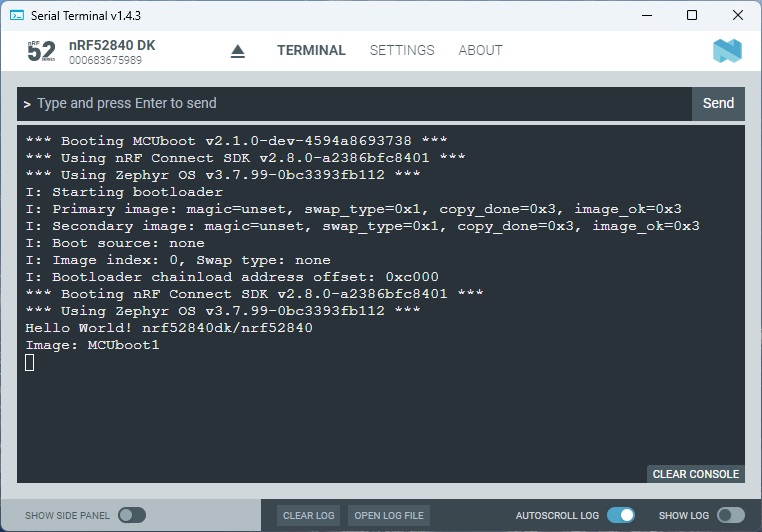 Serial Terminal v1.4.3
nRF
52
SERIES
nRF52840 DK
000683675989
TERMINAL
SETTINGS
ABOUT
> Type and press Enter to send
Send
*** Booting MCUboot v2.1.0-dev-4594a8693738 ***
*** Using nRF Connect SDK v2.8.0-a2386bfc8401 ***
*** Using Zephyr OS v3.7.99-0bc3393fb112 ***
I: Starting bootloader
I: Primary image: magic=unset, swap_type=0x1, copy_done=0x3, image_ok=0x3
I: Secondary image: magic=unset, swap_type=0x1, copy_done=0x3, image_ok=0x3
I: Boot source: none
I: Image index: 0, Swap type: none
I: Bootloader chainload address offset: 0xc000
*** Booting nRF Connect SDK v2.8.0-a2386bfc8401 ***
*** Using Zephyr OS v3.7.99-0bc3393fb112 ***
Hello World! nrf52840dk/nrf52840
Image: MCUboot1
CLEAR CONSOLE
SHOW SIDE PANEL
CLEAR LOG
OPEN LOG FILE
AUTOSCROLL LOG
SHOW LOG